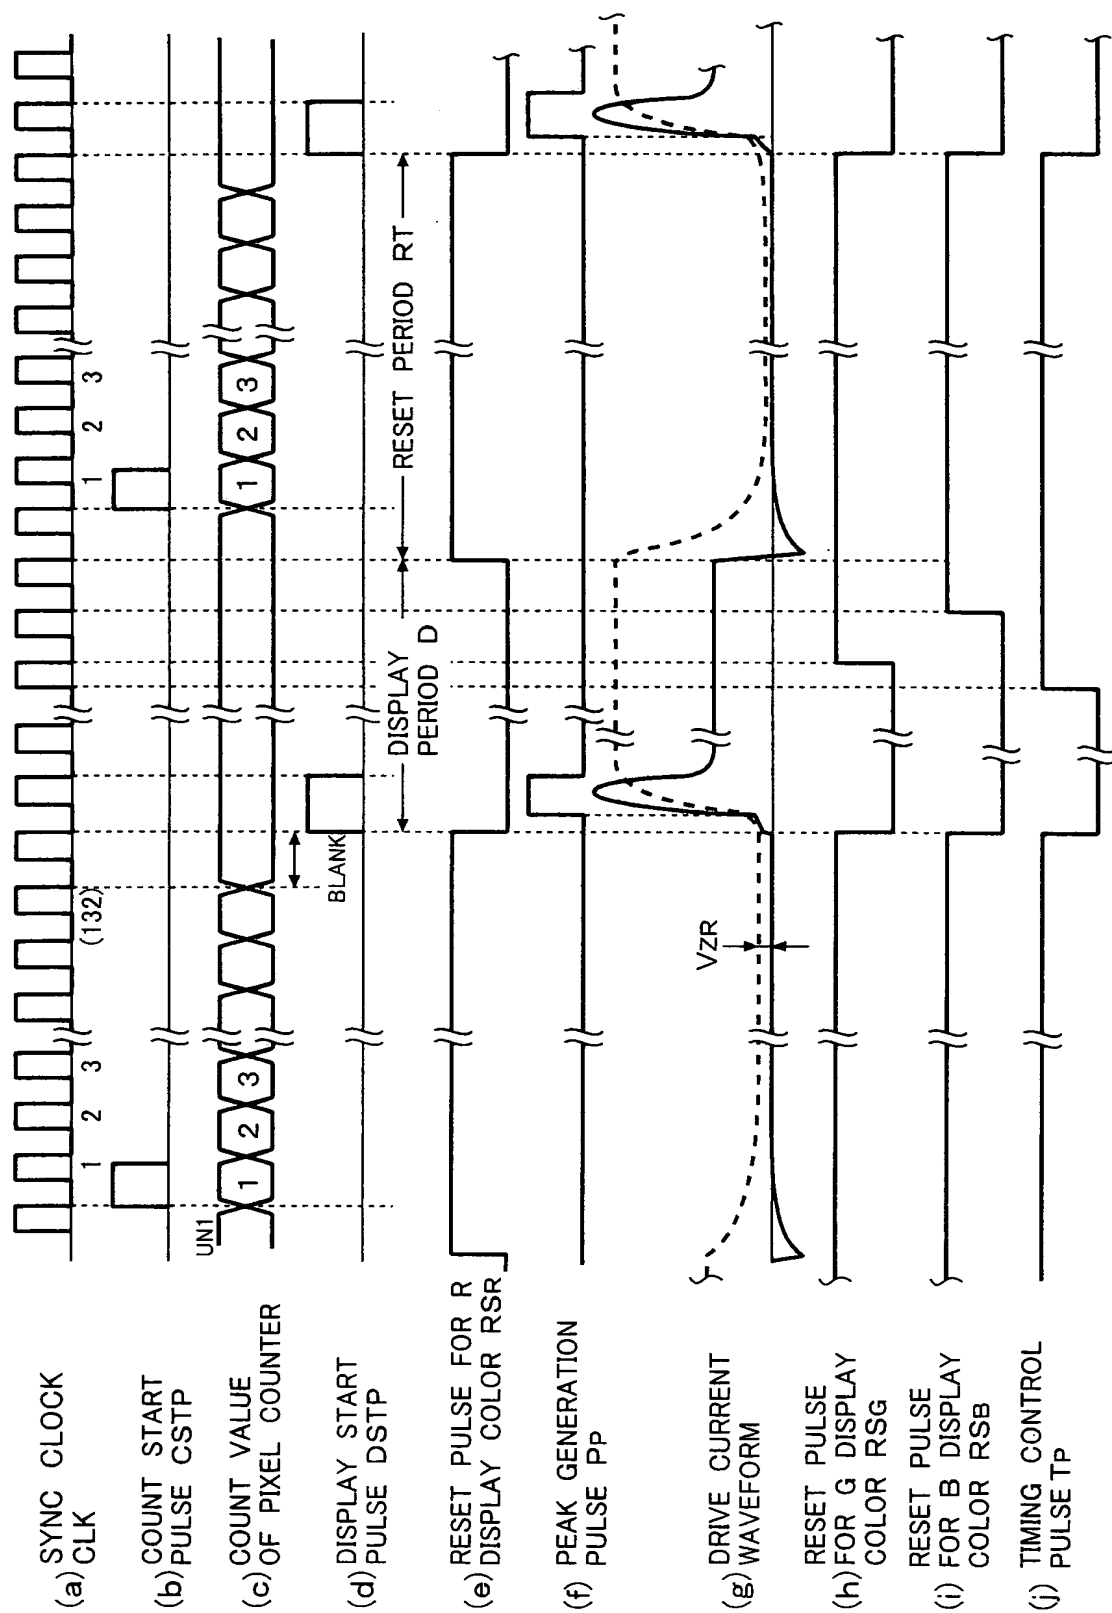 (a) SYNC CLOCK
CLK
1 2 3 (132) 1 2 3
(b) COUNT START
PULSE CSTP
(c) COUNT VALUE
OF PIXEL COUNTER
UN1
1 2 3 1 2 3
BLANK
(d) DISPLAY START
PULSE DSTP
DISPLAY
PERIOD D
RESET PERIOD RT
(e) RESET PULSE FOR R
DISPLAY COLOR RSR
(f) PEAK GENERATION
PULSE PP
(g) DRIVE CURRENT
WAVEFORM
VZR
RESET PULSE
(h) FOR G DISPLAY
COLOR RSG
RESET PULSE
(i) FOR B DISPLAY
COLOR RSB
(j) TIMING CONTROL
PULSE TP